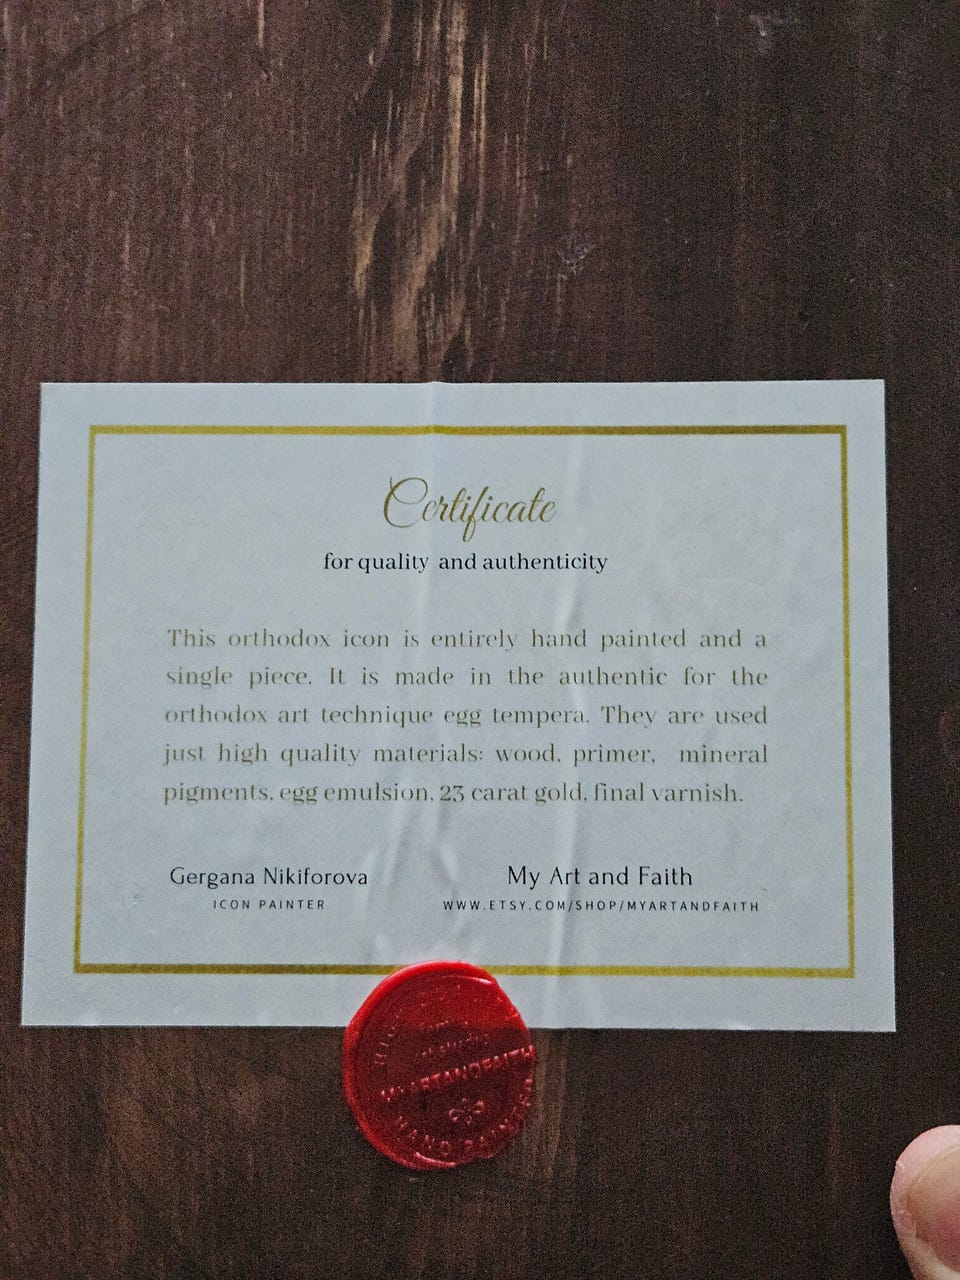 Certificate
for quality and authenticity
This orthodox icon is entirely hand painted and a
single piece. It is made in the authentic for the
orthodox art technique egg tempera. They are used
just high quality materials: wood, primer, mineral
pigments, egg emulsion, 23 carat gold, final varnish.
Gergana Nikiforova
ICON PAINTER
My Art and Faith
WWW.ETSY.COM/SHOP/MYARTANDFAITH
MYARTANDFAITH
HAND PAINTED